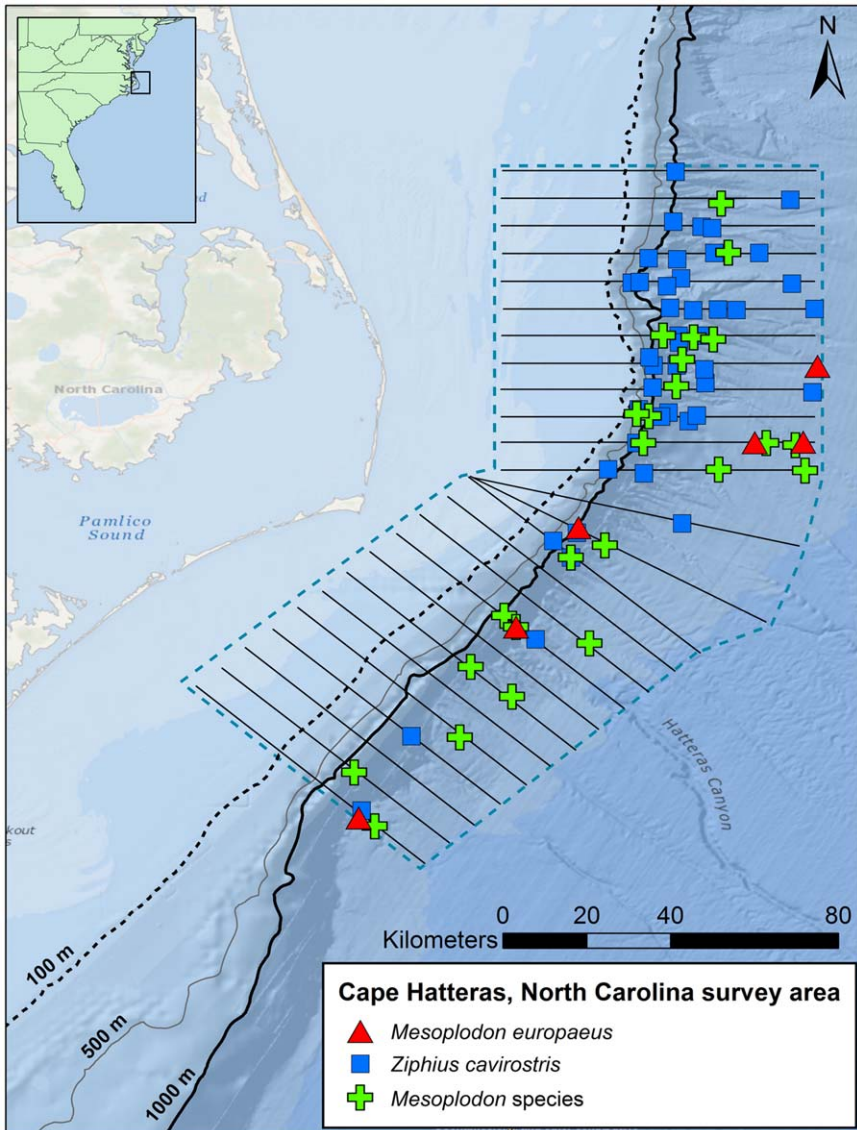 N
North Carolina
Pamlico
Sound
Hatteras Canyon
0 20 40 80
Kilometers
100 m
500 m
1000 m
Cape Hatteras, North Carolina survey area
Mesoplodon europaeus
Ziphius cavirostris
Mesoplodon species